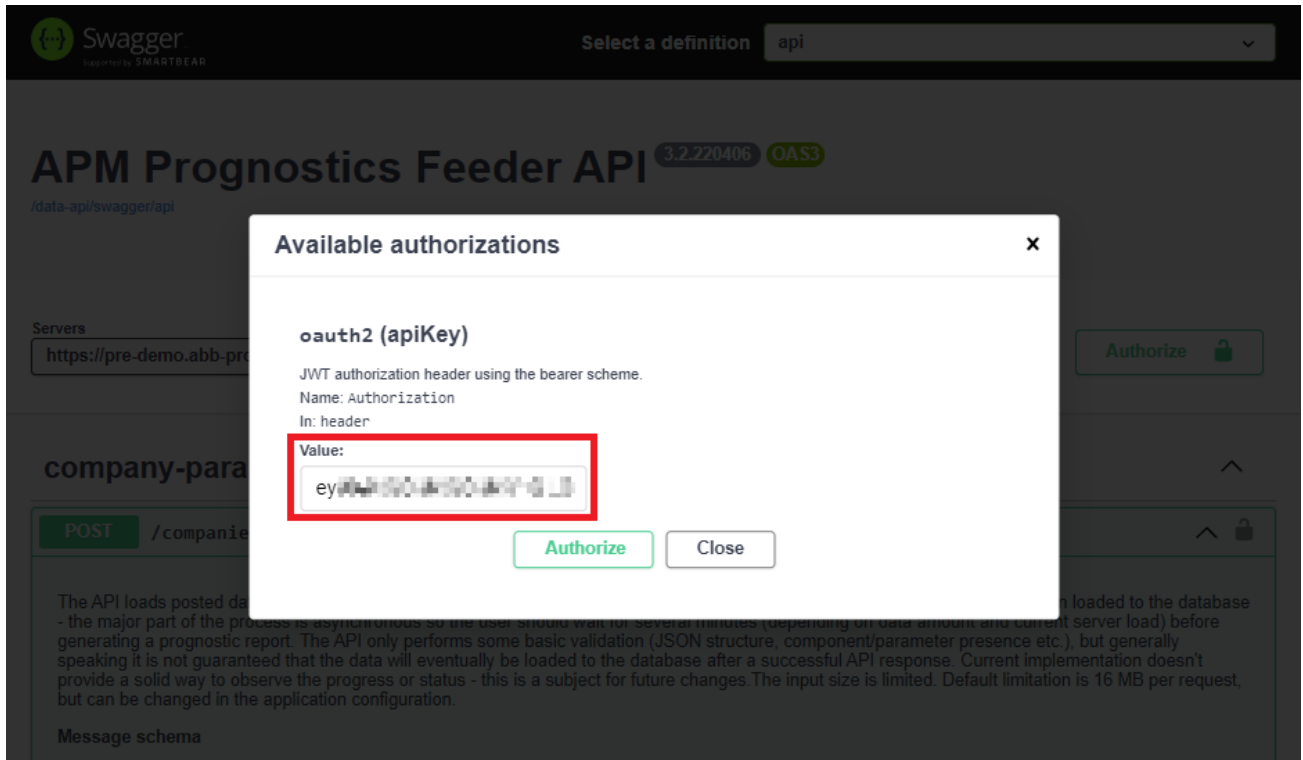 Swagger
Supported by SMARTBEAR
Select a definition
api
APM Prognostics Feeder API 3.2.220406 OAS3
/data-api/swagger/api
Available authorizations
x
Servers
https://pre-demo.abb-pro
Authorize
oauth2 (apiKey)
JWT authorization header using the bearer scheme.
Name: Authorization
In: header
Value:
ey
Authorize
Close
company-para
POST
/companie
The API loads posted da
n loaded to the database
- the major part of the process is asynchronous so the user should wait for several minutes (depending on data amount and current server load) before
generating a prognostic report. The API only performs some basic validation (JSON structure, component/parameter presence etc.), but generally
speaking it is not guaranteed that the data will eventually be loaded to the database after a successful API response. Current implementation doesn't
provide a solid way to observe the progress or status - this is a subject for future changes.The input size is limited. Default limitation is 16 MB per request,
but can be changed in the application configuration.
Message schema